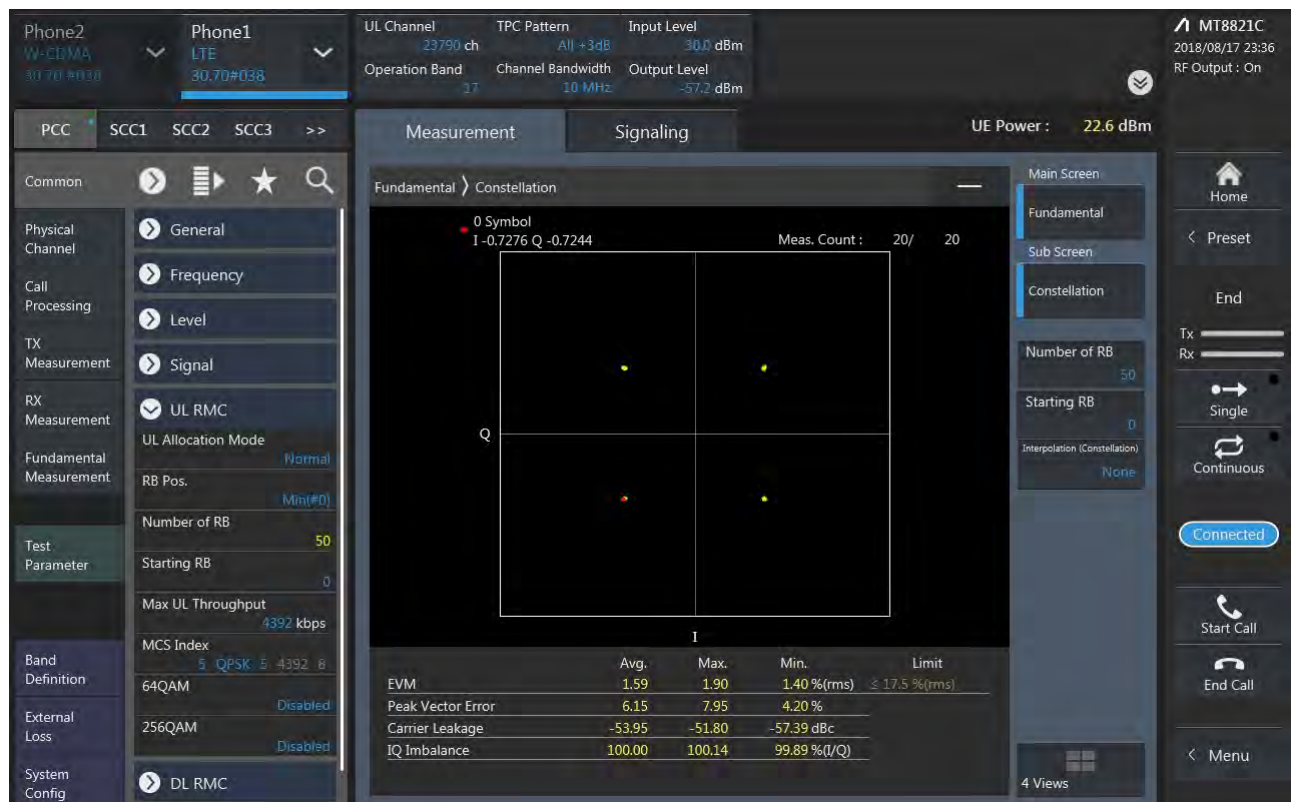 Phone2
W-CDMA
30.70 #038
Phone1
LTE
30.70#038
UL Channel
23790 ch
TPC Pattern
All +3dB
Input Level
30.0 dBm
Operation Band
17
Channel Bandwidth
10 MHz
Output Level
-57.2 dBm
MT8821C
2018/08/17 23:36
RF Output : On
PCC SCC1 SCC2 SCC3 >>
Measurement
Signaling
UE Power : 22.6 dBm
Common
Physical
Channel
Call
Processing
TX
Measurement
RX
Measurement
Fundamental
Measurement
Test
Parameter
Band
Definition
External
Loss
System
Config
General
Frequency
Level
Signal
UL RMC
UL Allocation Mode
Normal
RB Pos.
Min(#0)
Number of RB
50
Starting RB
0
Max UL Throughput
4392 kbps
MCS Index
5 QPSK 5 4392 8
64QAM
Disabled
256QAM
Disabled
DL RMC
Fundamental 〉 Constellation
0 Symbol
I -0.7276 Q -0.7244
Meas. Count : 20/ 20
Q
I
Avg. Max. Min. Limit
EVM 1.59 1.90 1.40 %(rms) ≤ 17.5 %(rms)
Peak Vector Error 6.15 7.95 4.20 %
Carrier Leakage -53.95 -51.80 -57.39 dBc
IQ Imbalance 100.00 100.14 99.89 %(I/Q)
Main Screen
Fundamental
Sub Screen
Constellation
Number of RB
50
Starting RB
0
Interpolation (Constellation)
None
4 Views
Home
< Preset
End
Tx
Rx
Single
Continuous
Connected
Start Call
End Call
< Menu